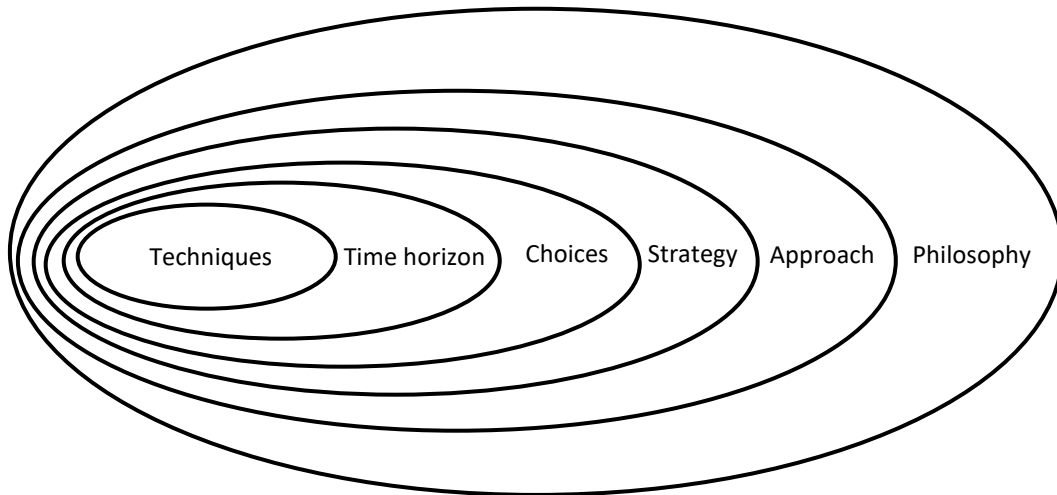 Techniques
Time horizon
Choices
Strategy
Approach
Philosophy